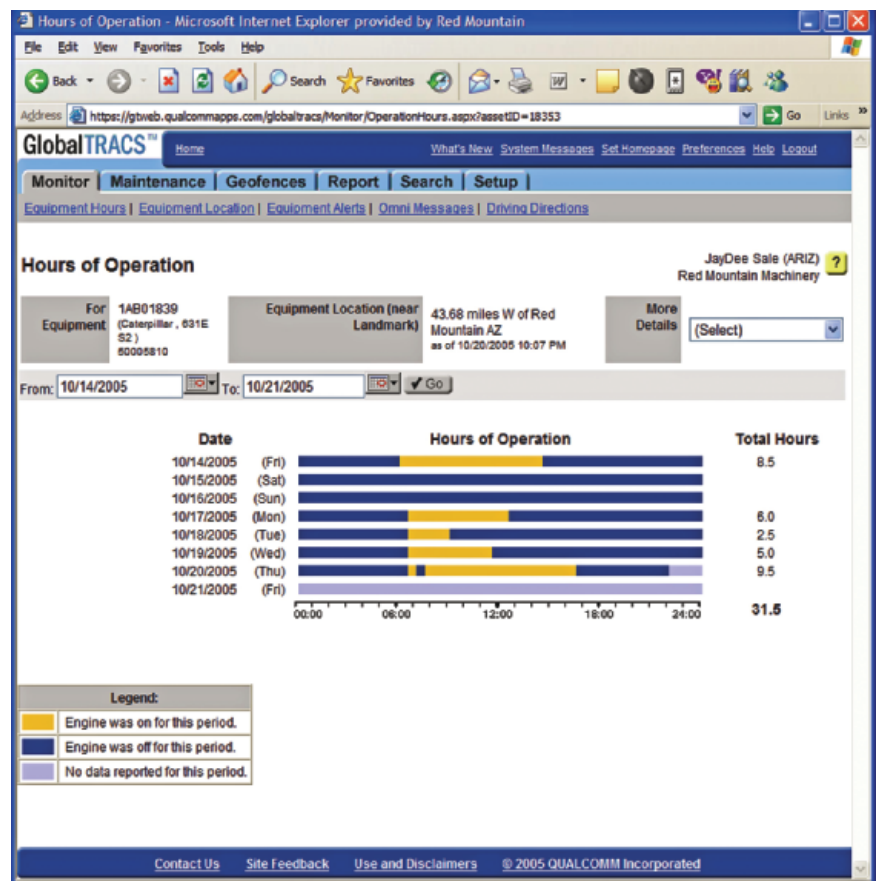 Hours of Operation - Microsoft Internet Explorer provided by Red Mountain
File Edit View Favorites Tools Help
Back Search Favorites
Address https://gtweb.qualcommapps.com/globaltracs/Monitor/OperationHours.aspx?assetID=18353 Go Links »
GlobalTRACS™ Home What's New System Messages Set Homepage Preferences Help Logout
Monitor | Maintenance | Geofences | Report | Search | Setup |
Equipment Hours | Equipment Location | Equipment Alerts | Omni Messages | Driving Directions
Hours of Operation
JayDee Sale (ARIZ) ?
Red Mountain Machinery
For Equipment
1AB01839
(Caterpillar , 631E
S2 )
50005810
Equipment Location (near
Landmark)
43.68 miles W of Red
Mountain AZ
as of 10/20/2005 10:07 PM
More
Details
(Select)
From: 10/14/2005 To: 10/21/2005 Go
Date Hours of Operation Total Hours
10/14/2005 (Fri) 8.5
10/15/2005 (Sat)
10/16/2005 (Sun)
10/17/2005 (Mon) 6.0
10/18/2005 (Tue) 2.5
10/19/2005 (Wed) 5.0
10/20/2005 (Thu) 9.5
10/21/2005 (Fri)
00:00 06:00 12:00 18:00 24:00 31.5
Legend:
Engine was on for this period.
Engine was off for this period.
No data reported for this period.
Contact Us Site Feedback Use and Disclaimers © 2005 QUALCOMM Incorporated